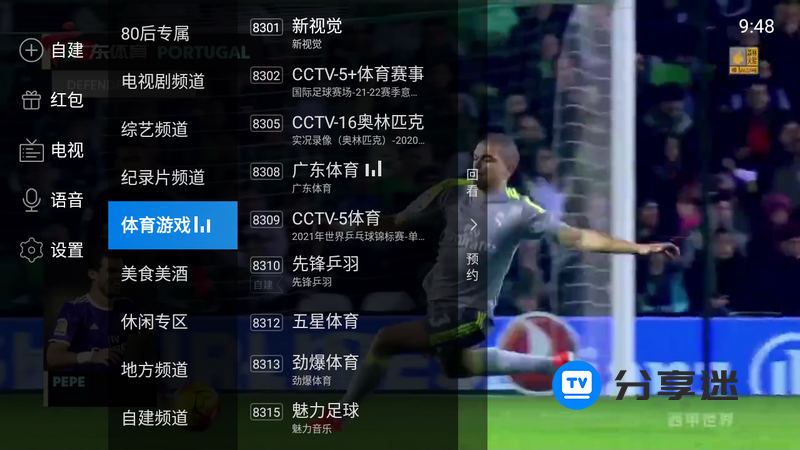 自建
红包
电视
语音
设置
80后专属
电视剧频道
综艺频道
纪录片频道
体育游戏
美食美酒
休闲专区
地方频道
自建频道
8301 新视觉
新视觉
8302 CCTV-5+体育赛事
国际足球赛场-21-22赛季意...
8305 CCTV-16奥林匹克
实况录像（奥林匹克）-2020...
8308 广东体育
广东体育
8309 CCTV-5体育
2021年世界乒乓球锦标赛-单...
8310 先锋乒羽
自建 先锋乒羽
8312 五星体育
8313 劲爆体育
劲爆体育
8315 魅力足球
魅力音乐
回看
预约
9:48
东体育 PORTUGAL
DEFEND
PEPE
TV 分享迷
西甲世界